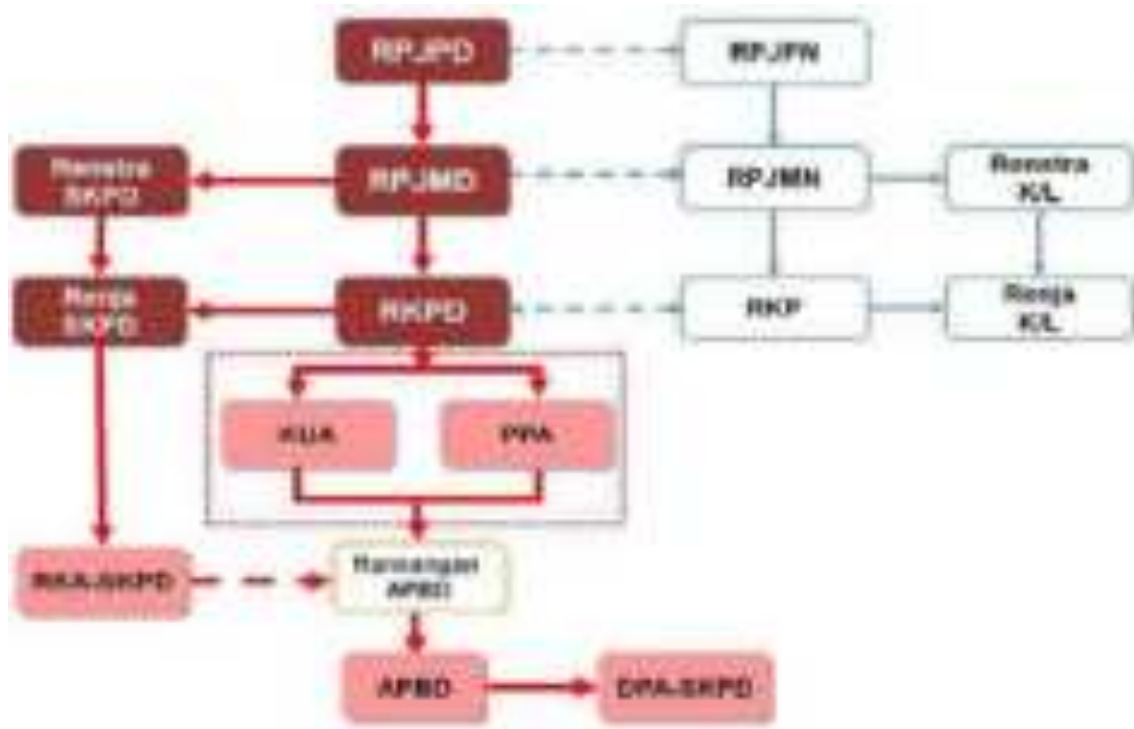 RPJPD
RPJPN
Renstra
SKPD
RPJMD
RPJMN
Renstra
K/L
Renja
SKPD
RKPD
RKP
Renja
K/L
KUA
PPA
RKA-SKPD
Rancangan
APBD
APBD
DPA-SKPD